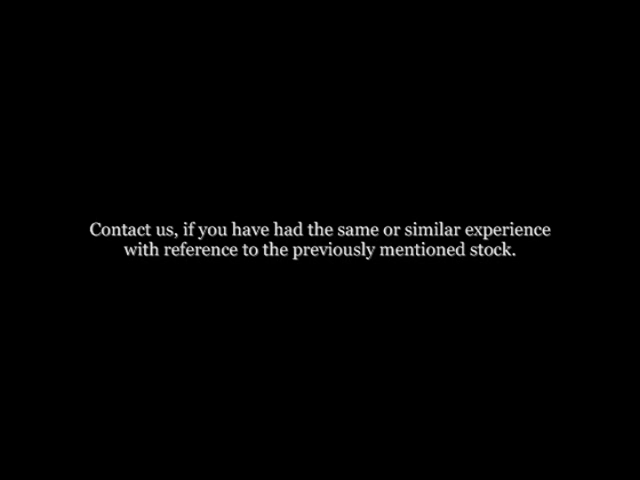 Contact us, if you have had the same or similar experience
with reference to the previously mentioned stock.